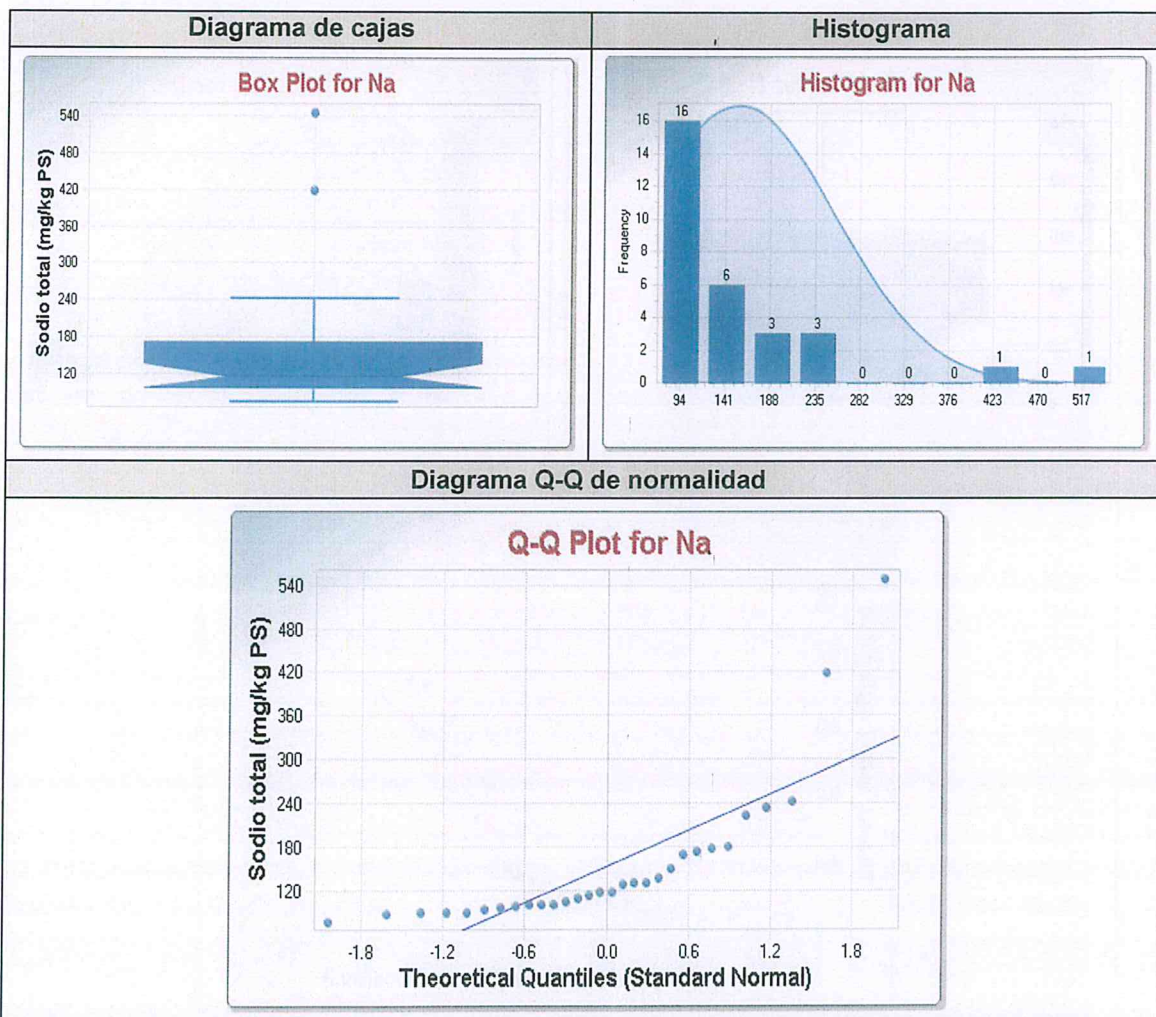 Diagrama de cajas
Histograma
Box Plot for Na
Sodio total (mg/kg PS)
540
480
420
360
300
240
180
120
Histogram for Na
Frequency
16
14
12
10
8
6
4
2
0
16
6
3
3
0
0
0
1
0
1
94 141 188 235 282 329 376 423 470 517
Diagrama Q-Q de normalidad
Q-Q Plot for Na
Sodio total (mg/kg PS)
540
480
420
360
300
240
180
120
-1.8 -1.2 -0.6 0.0 0.6 1.2 1.8
Theoretical Quantiles (Standard Normal)